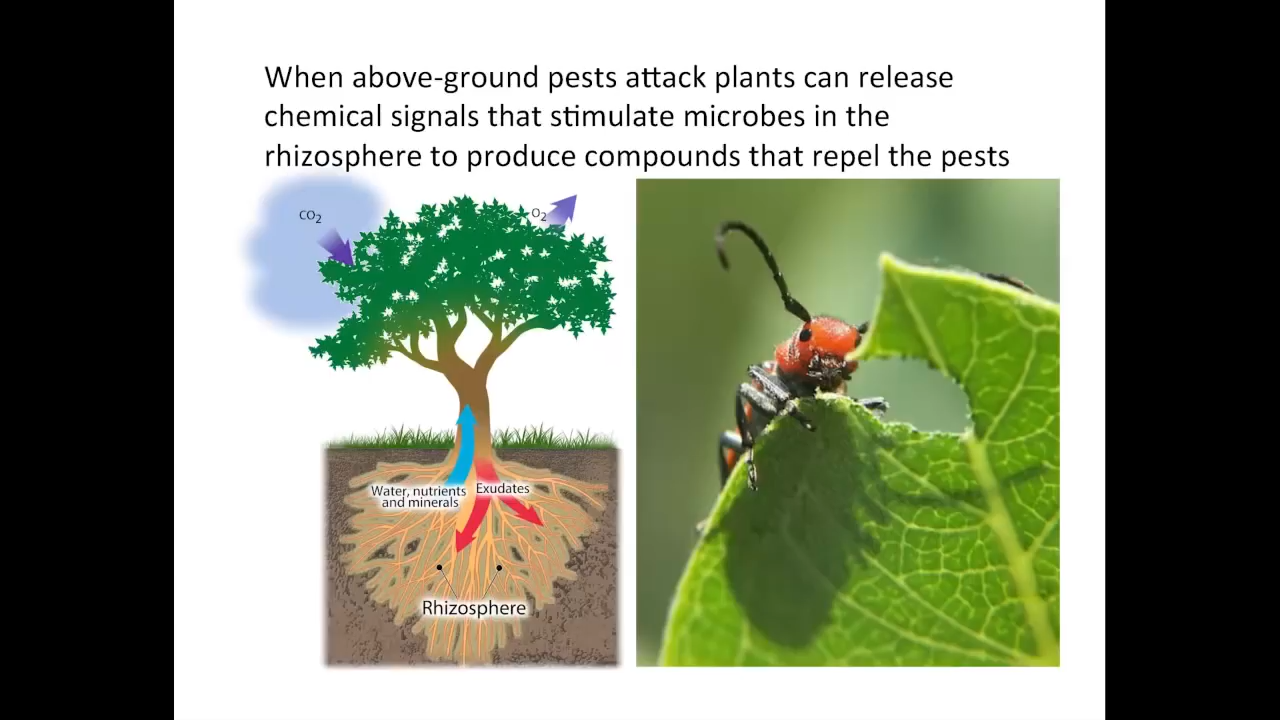 When above-ground pests attack plants can release
chemical signals that stimulate microbes in the
rhizosphere to produce compounds that repel the pests
CO2
O2
Water, nutrients
and minerals
Exudates
Rhizosphere